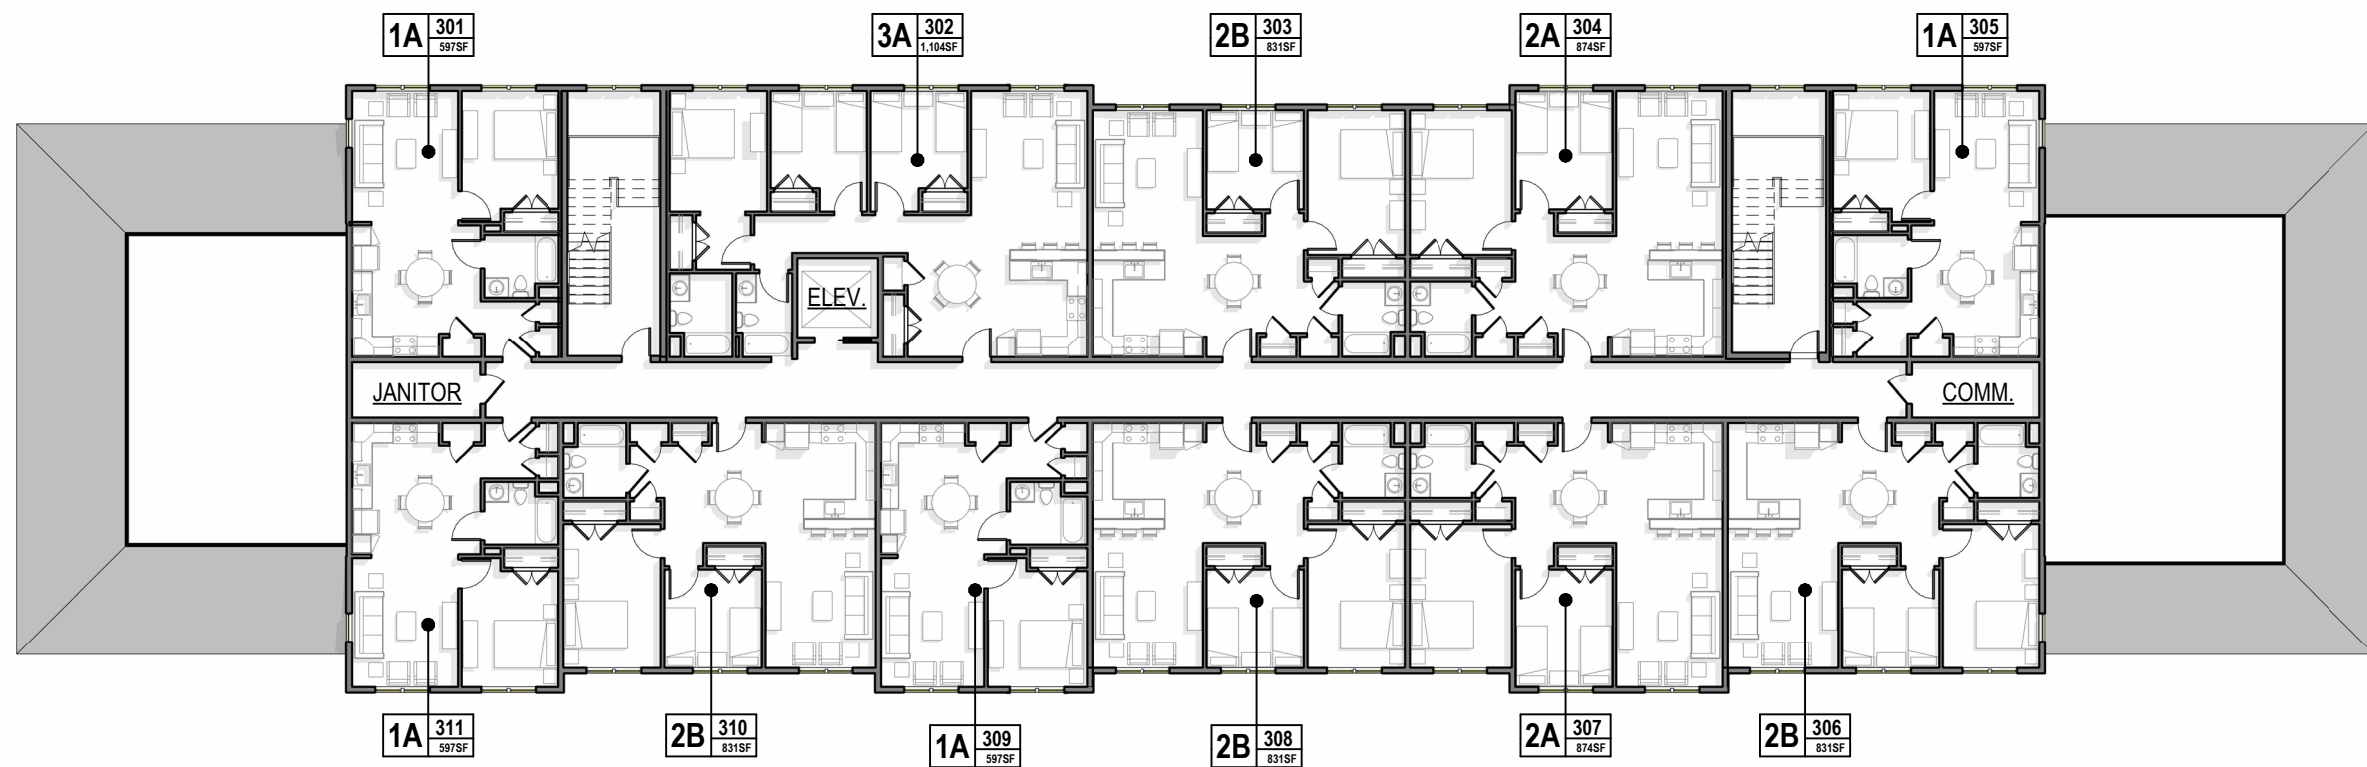 1A 301
597SF
3A 302
1,104SF
2B 303
831SF
2A 304
874SF
1A 305
597SF
ELEV.
JANITOR
COMM.
1A 311
597SF
2B 310
831SF
1A 309
597SF
2B 308
831SF
2A 307
874SF
2B 306
831SF